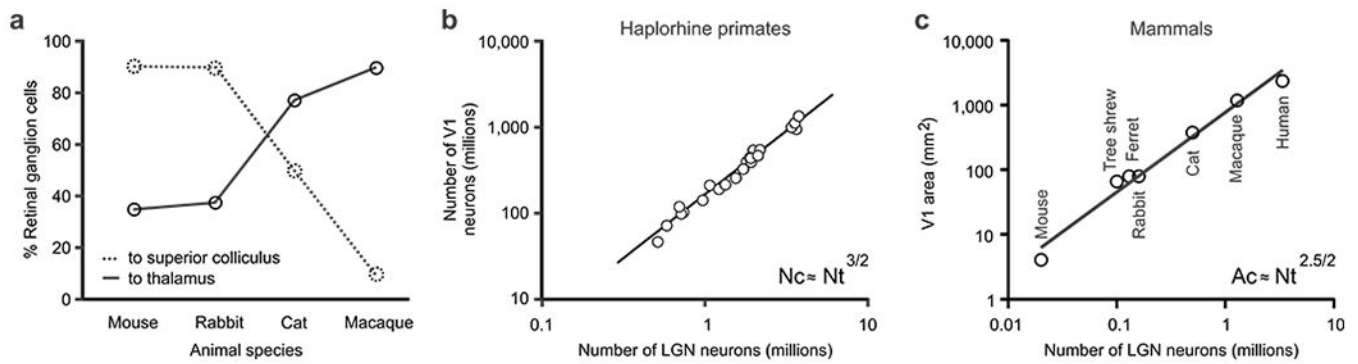 a
% Retinal ganglion cells
100
80
60
40
20
0
to superior colliculus
to thalamus
Mouse
Rabbit
Cat
Macaque
Animal species
b
Haplorhine primates
Number of V1
neurons (millions)
10,000
1,000
100
10
Nc≈ Nt3/2
0.1
1
10
Number of LGN neurons (millions)
c
Mammals
V1 area (mm2)
10,000
1,000
100
10
1
Mouse
Tree shrew
Ferret
Rabbit
Cat
Macaque
Human
Ac≈ Nt2.5/2
0.01
0.1
1
10
Number of LGN neurons (millions)